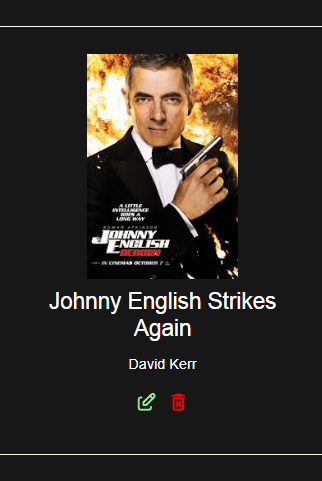 A LITTLE
INTELLIGENCE
GOES A
LONG WAY
ROWAN ATKINSON
JOHNNY
ENGLISH
REBORN
IN CINEMAS OCTOBER 7
Johnny English Strikes
Again
David Kerr